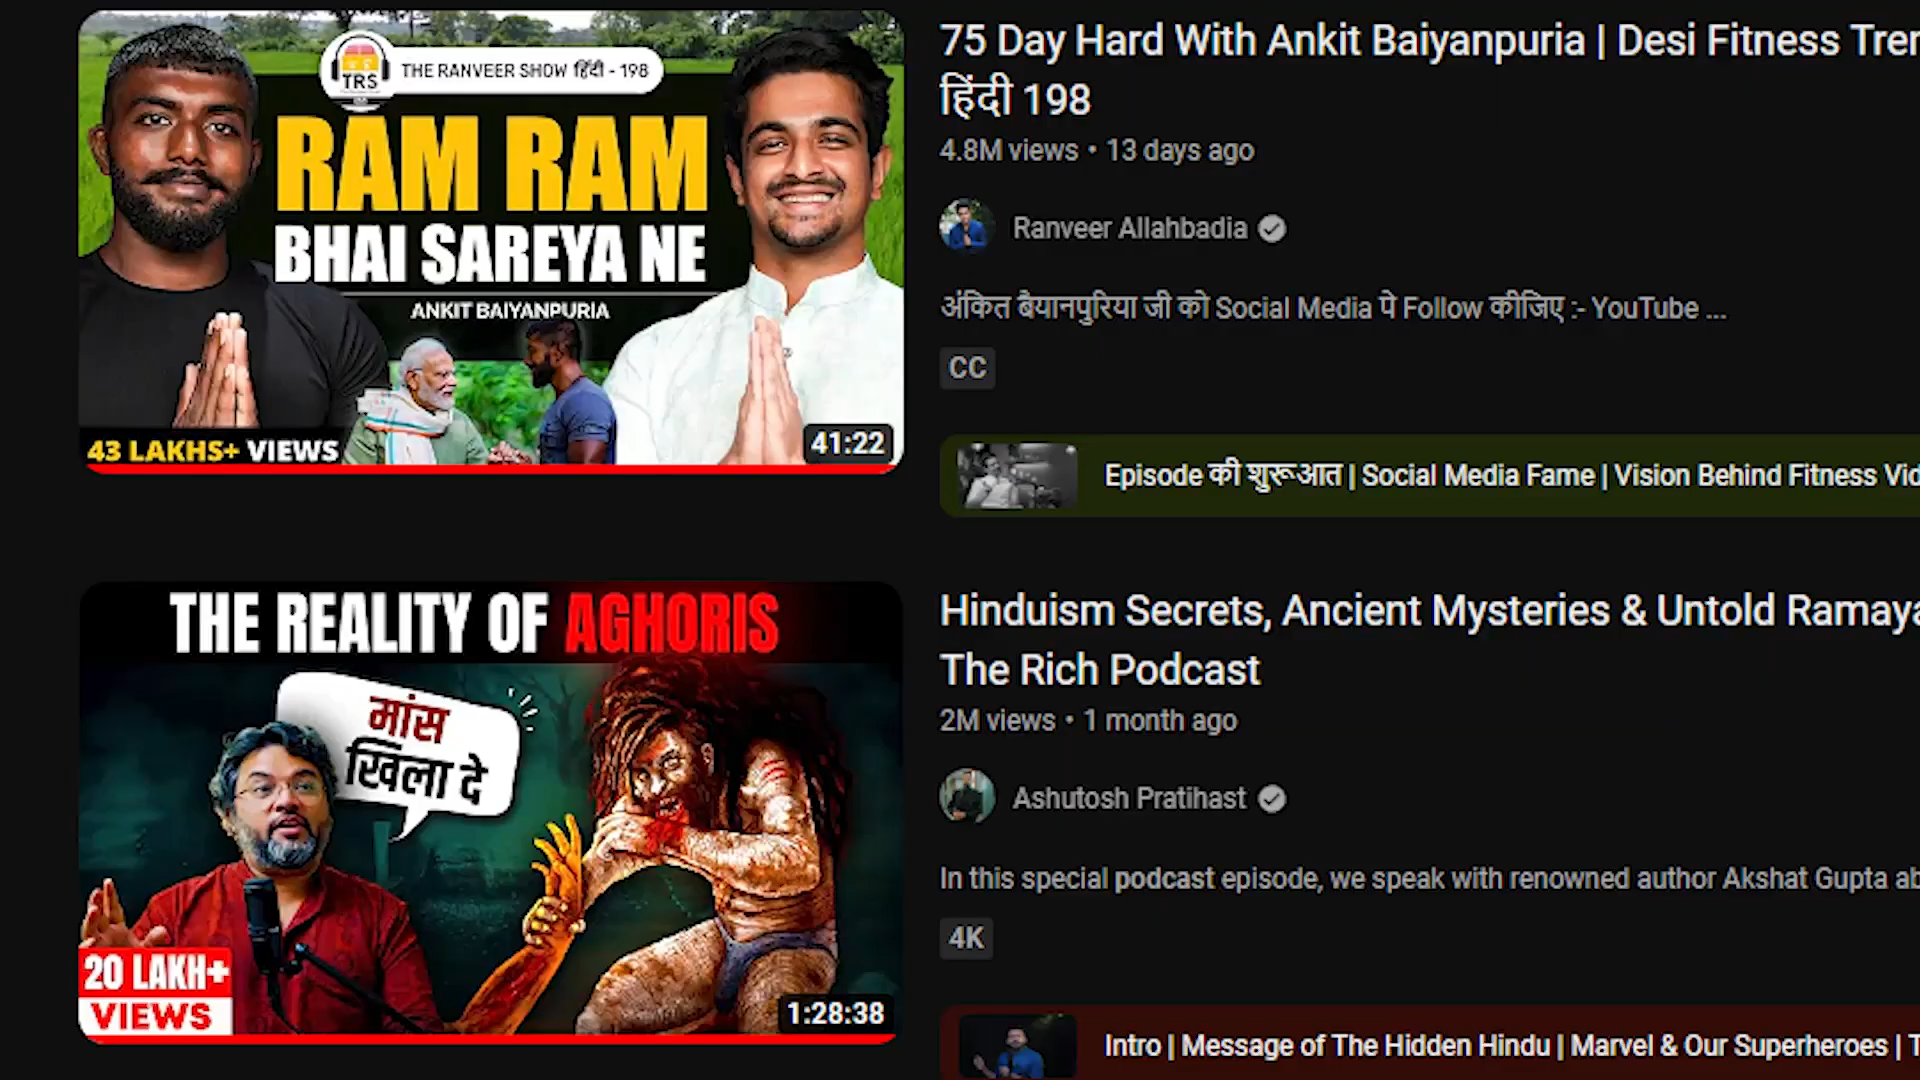 TRS
THE RANVEER SHOW हिंदी - 198
RAM RAM
BHAI SAREYA NE
ANKIT BAIYANPURIA
43 LAKHS+ VIEWS
41:22
75 Day Hard With Ankit Baiyanpuria | Desi Fitness Tren
हिंदी 198
4.8M views • 13 days ago
Ranveer Allahbadia
अंकित बैयानपुरिया जी को Social Media पे Follow कीजिए :- YouTube ...
CC
Episode की शुरूआत | Social Media Fame | Vision Behind Fitness Vid
THE REALITY OF AGHORIS
मांस
खिला दे
20 LAKH+
VIEWS
1:28:38
Hinduism Secrets, Ancient Mysteries & Untold Ramaya
The Rich Podcast
2M views • 1 month ago
Ashutosh Pratihast
In this special podcast episode, we speak with renowned author Akshat Gupta ab
4K
Intro | Message of The Hidden Hindu | Marvel & Our Superheroes | T